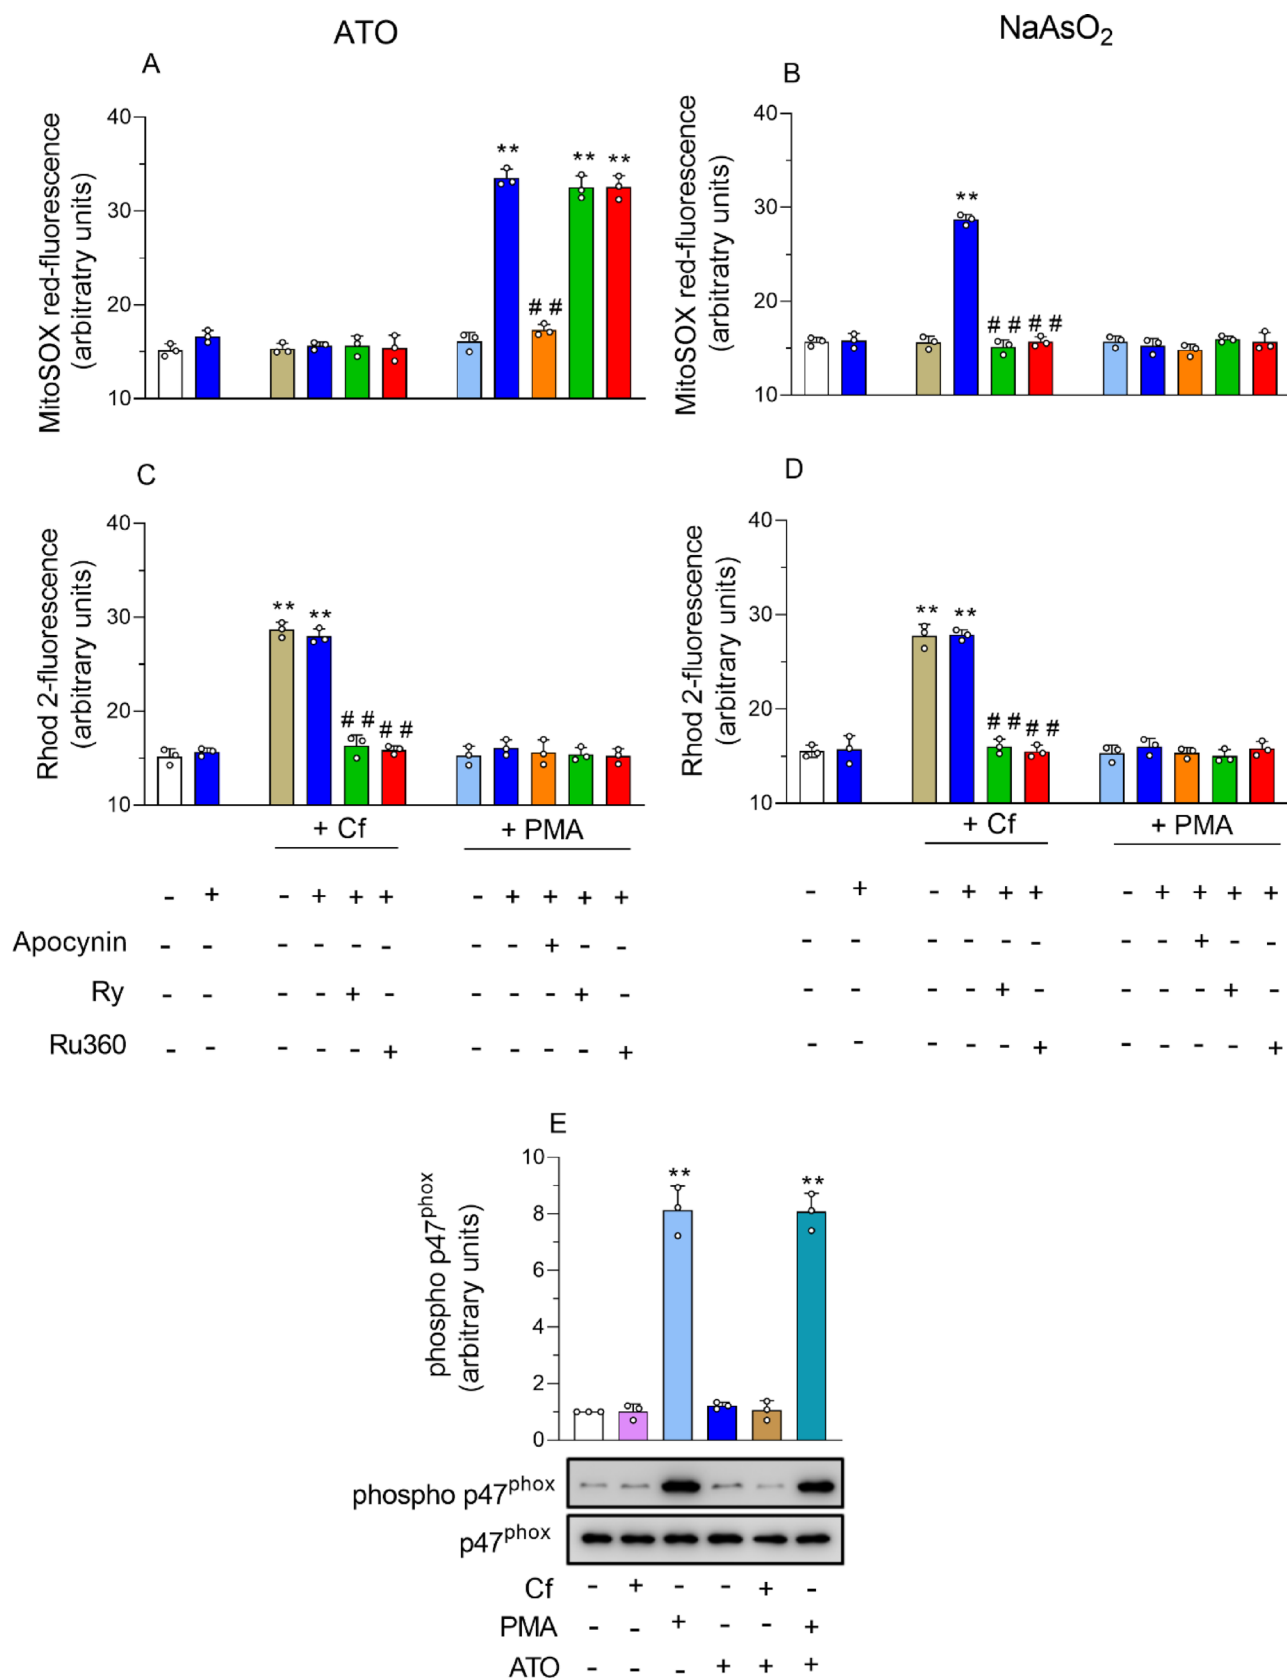 ATO
NaAsO2
A
B
MitoSOX red-fluorescence
(arbitratry units)
40
30
20
10
**
# #
**
**
MitoSOX red-fluorescence
(arbitratry units)
40
30
20
10
**
# #
# #
C
D
Rhod 2-fluorescence
(arbitrary units)
40
30
20
10
**
**
# #
# #
Rhod 2-fluorescence
(arbitrary units)
40
30
20
10
**
**
# #
# #
+ Cf
+ PMA
+ Cf
+ PMA
- + - + + + - + + + +
- + - + + + - + + + +
Apocynin - - - - - - - - + - -
- - - - - - - - + - -
Ry - - - - + - - - - + -
- - - - + - - - - + -
Ru360 - - - - - + - - - - +
- - - - - + - - - - +
E
phospho p47phox
(arbitrary units)
10
8
6
4
2
0
**
**
phospho p47phox
p47phox
Cf - + - - + -
PMA - - + - - +
ATO - - - + + +